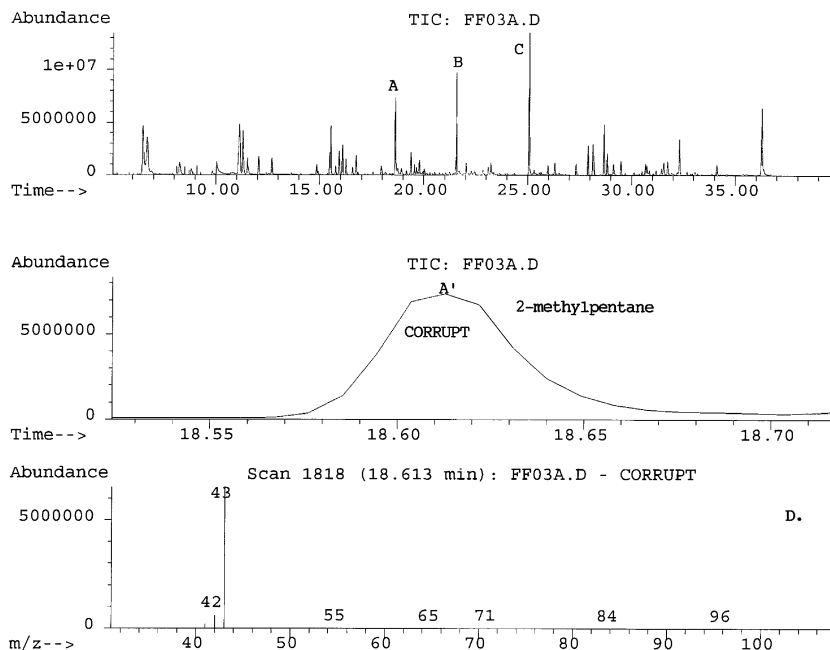 Abundance TIC: FF03A.D
1e+07
5000000
0
A B C
Time--> 10.00 15.00 20.00 25.00 30.00 35.00
Abundance TIC: FF03A.D
A'
2-methylpentane
CORRUPT
5000000
0
Time--> 18.55 18.60 18.65 18.70
Abundance Scan 1818 (18.613 min): FF03A.D - CORRUPT
43
5000000
D.
42 55 65 71 84 96
0
m/z--> 40 50 60 70 80 90 100